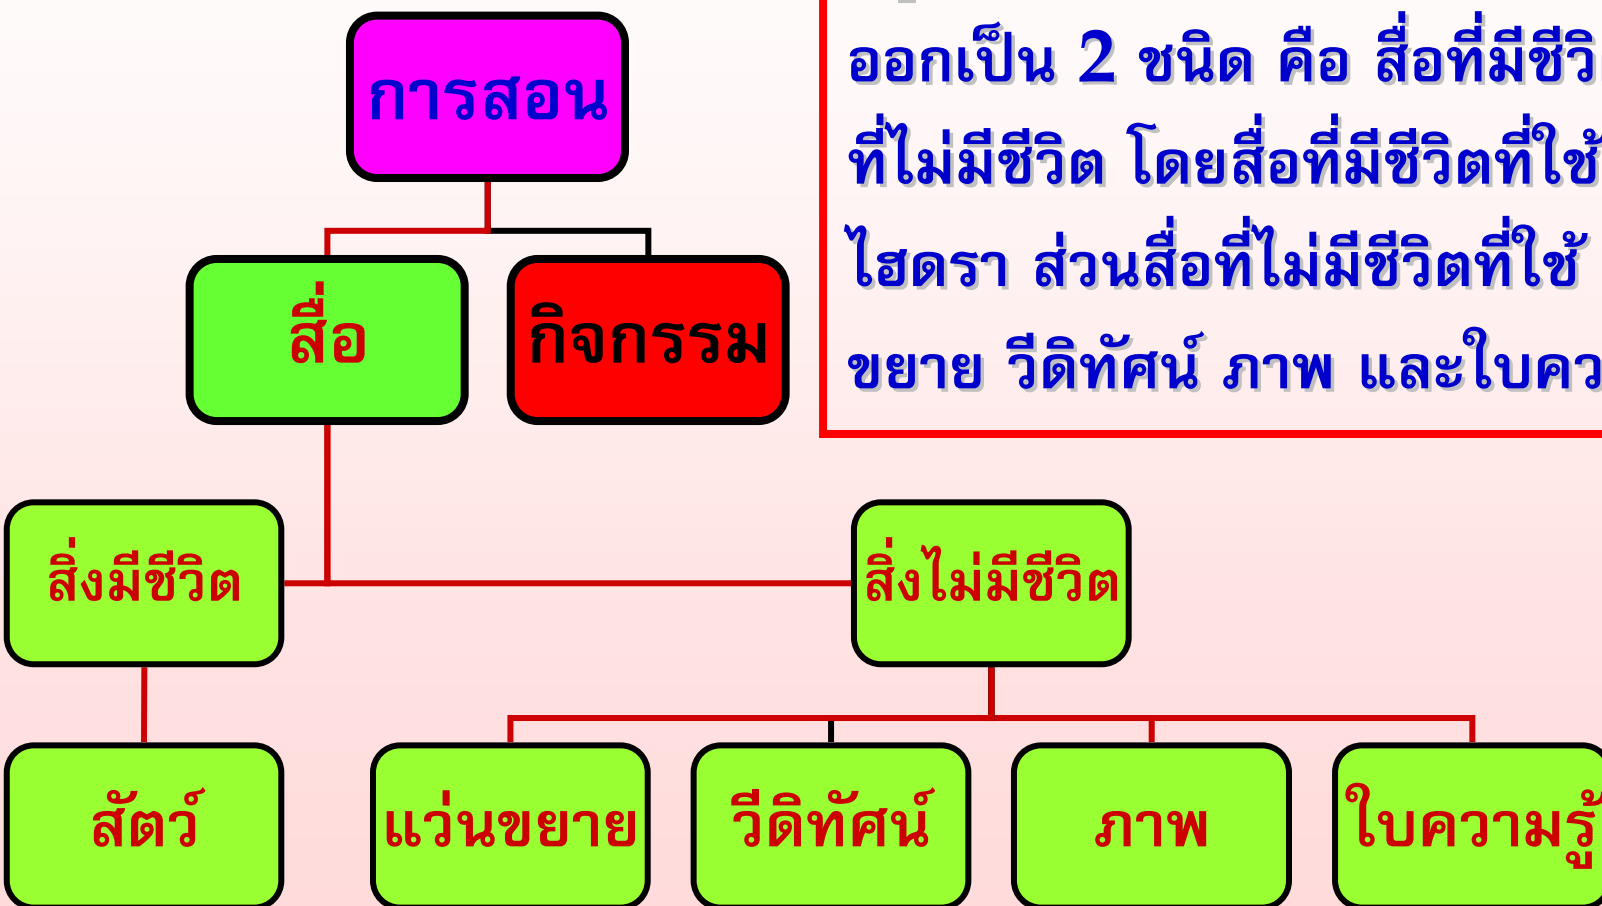 การสอน
ออกเป็น 2 ชนิด คือ สื่อที่มีชีวิ
ที่ไม่มีชีวิต โดยสื่อที่มีชีวิตที่ใช้
ไฮดรา ส่วนสื่อที่ไม่มีชีวิตที่ใช้
ขยาย วีดิทัศน์ ภาพ และใบคว
สื่อ
กิจกรรม
สิ่งมีชีวิต
สิ่งไม่มีชีวิต
สัตว์
แว่นขยาย
วีดิทัศน์
ภาพ
ใบความรู้